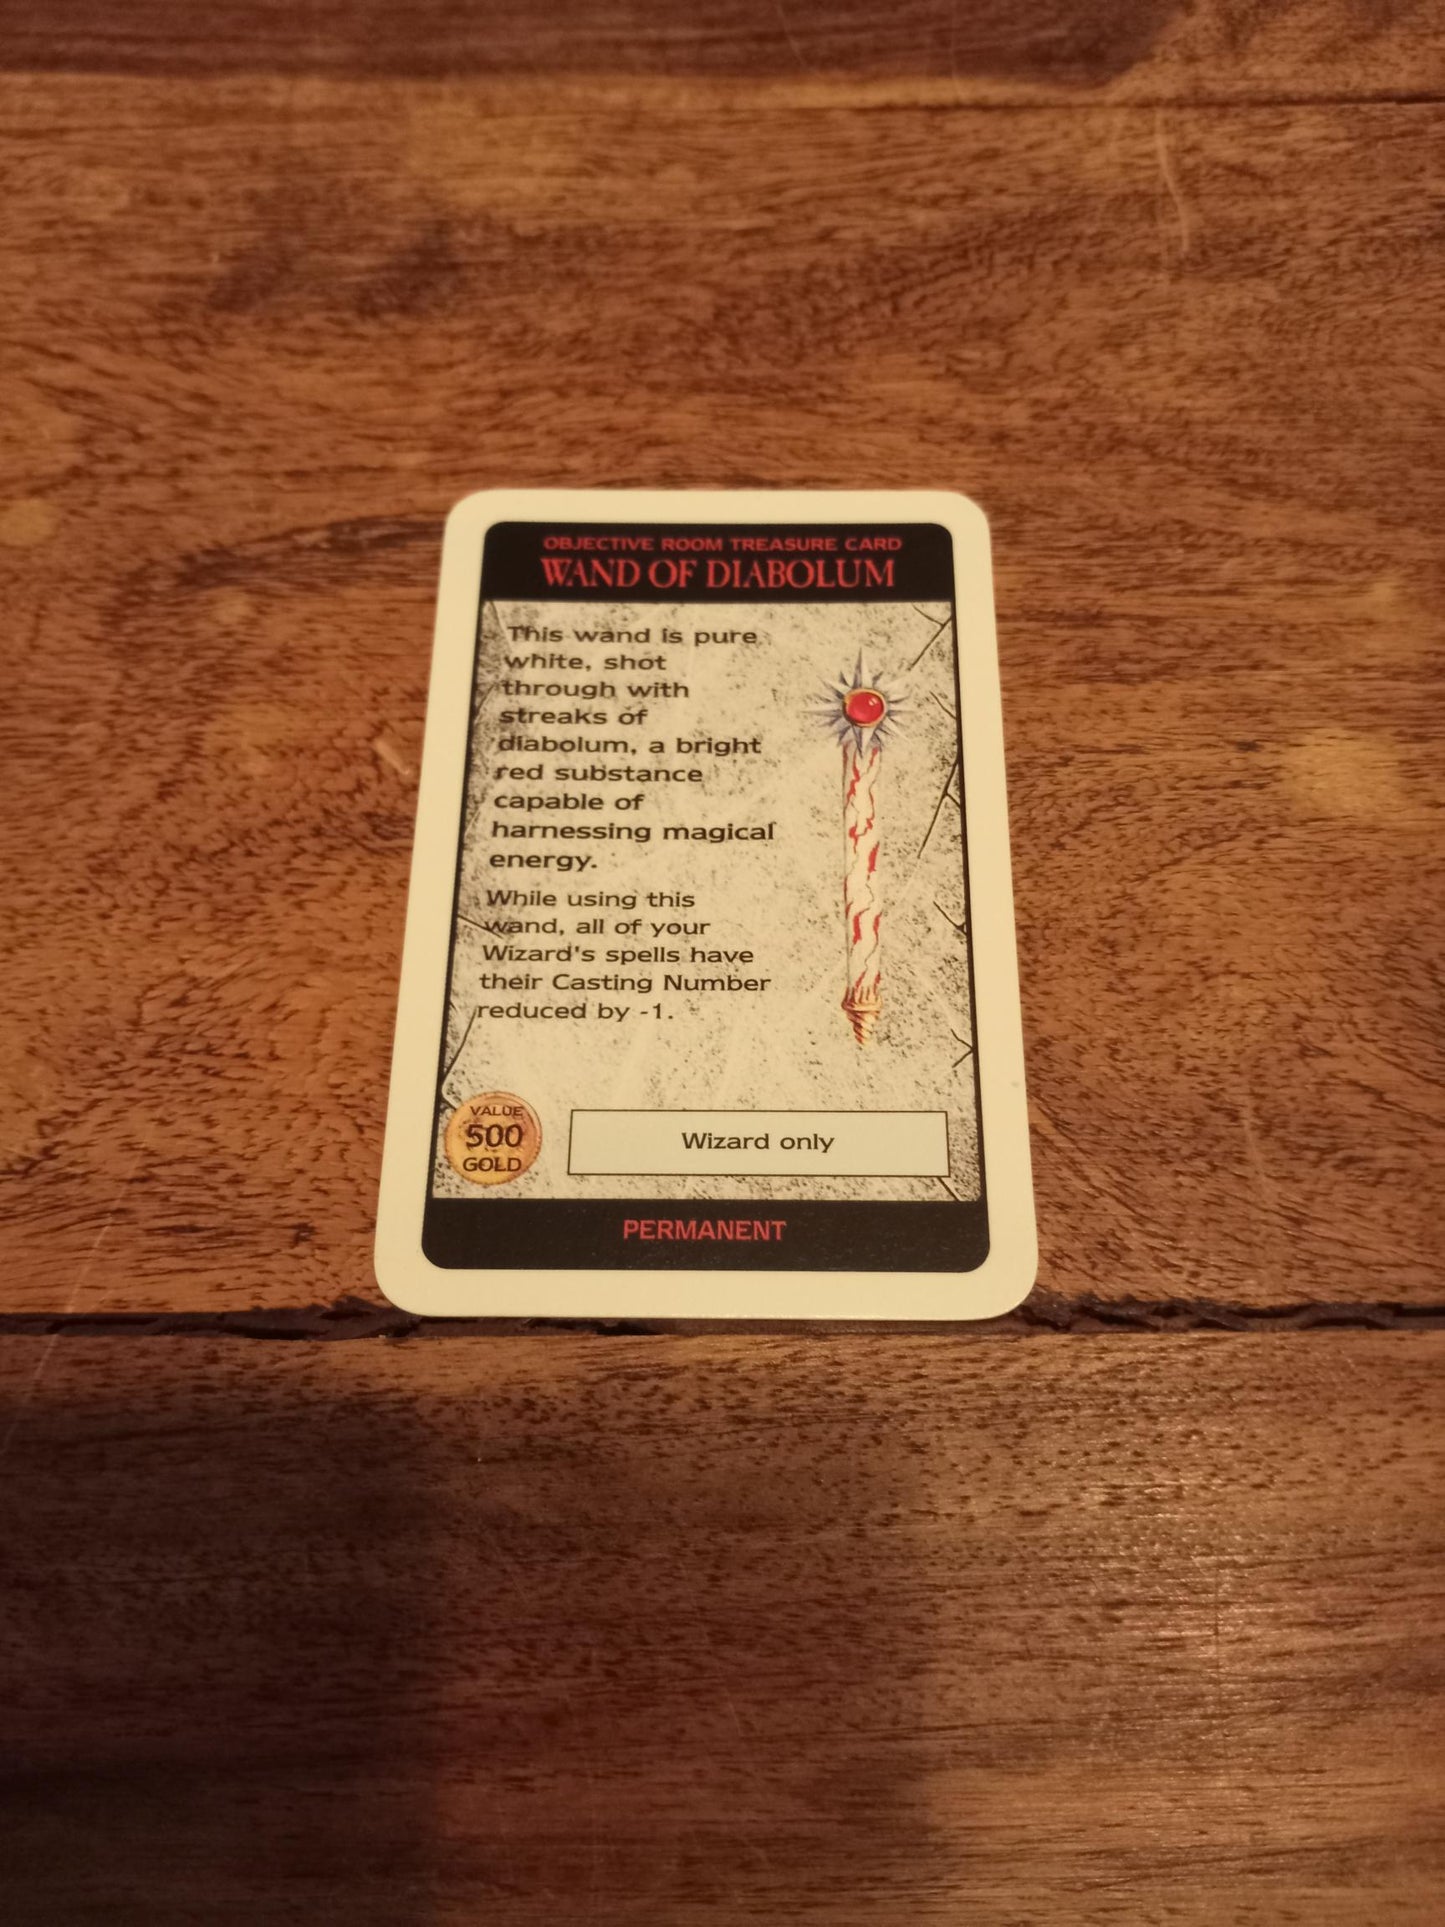 OBJECTIVE ROOM TREASURE CARD
WAND OF DIABOLUM
This wand is pure
white, shot
through with
streaks of
diabolum, a bright
red substance
capable of
harnessing magical
energy.
While using this
wand, all of your
Wizard's spells have
their Casting Number
reduced by -1.
VALUE
500
GOLD
Wizard only
PERMANENT